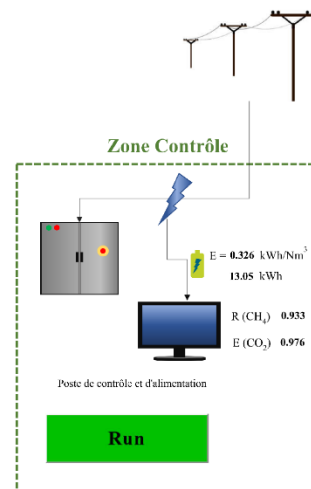 Zone Contrôle
E = 0.326 kWh/Nm³
13.05 kWh
R (CH₄) 0.933
E (CO₂) 0.976
Poste de contrôle et d'alimentation
Run